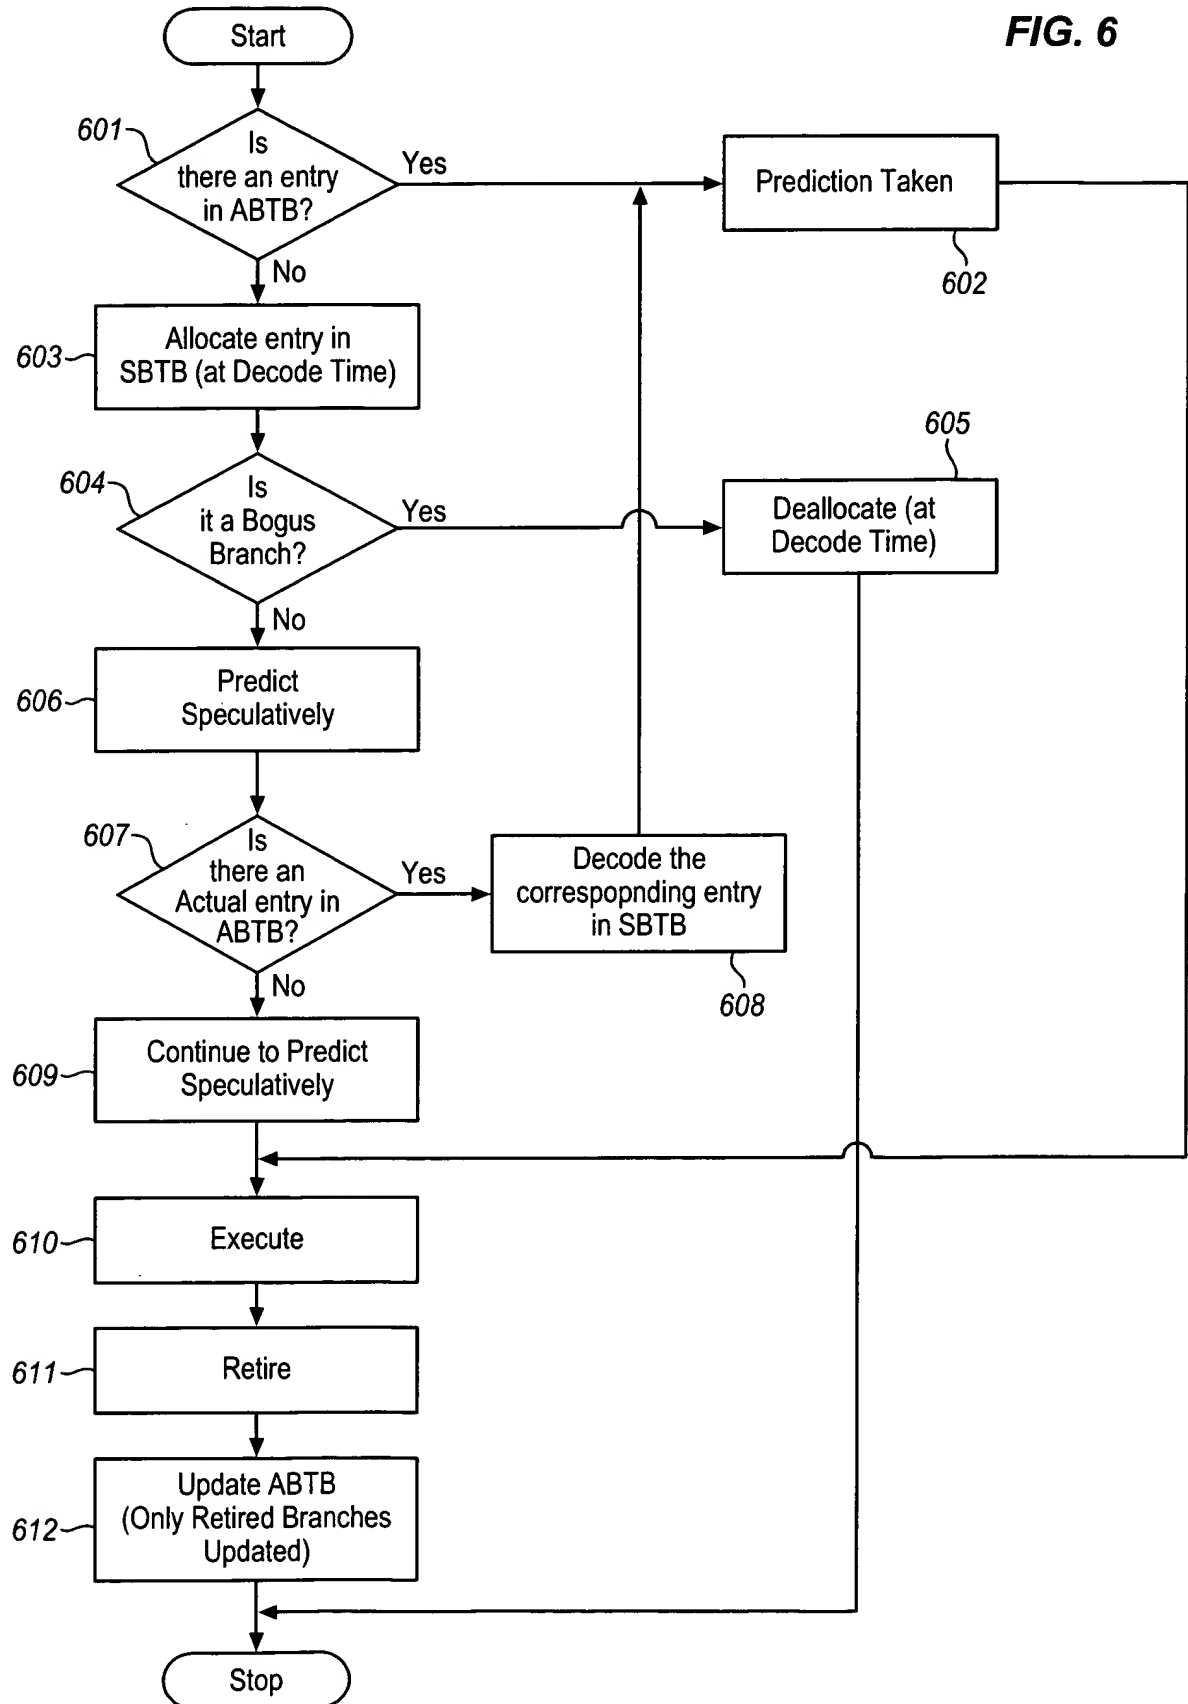 FIG. 6
Start
601
Is
there an entry
in ABTB?
Yes
Prediction Taken
602
No
603
Allocate entry in
SBTB (at Decode Time)
604
Is
it a Bogus
Branch?
Yes
605
Deallocate (at
Decode Time)
No
606
Predict
Speculatively
607
Is
there an
Actual entry in
ABTB?
Yes
Decode the
correspopnding entry
in SBTB
608
No
609
Continue to Predict
Speculatively
610
Execute
611
Retire
612
Update ABTB
(Only Retired Branches
Updated)
Stop